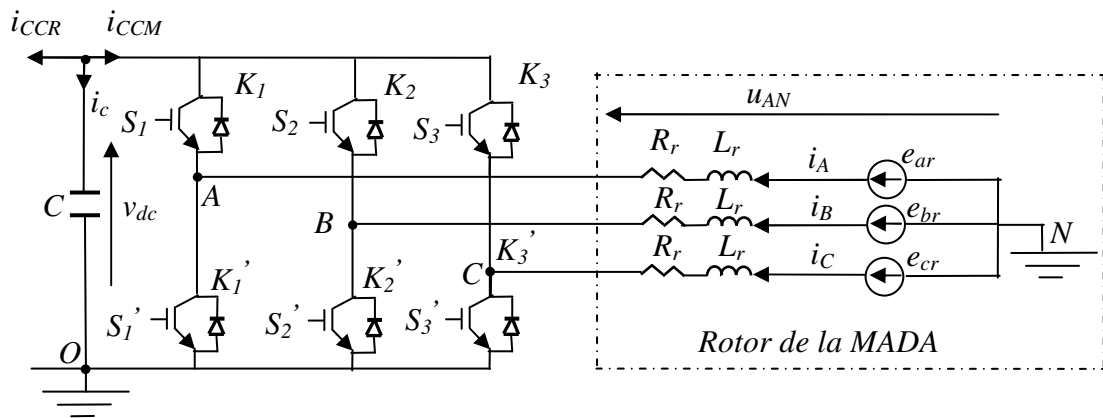 i_CCR i_CCM
K_1 K_2 K_3
u_AN
i_c S_1 S_2 S_3
R_r L_r i_A e_ar
A
C v_dc
R_r L_r i_B e_br
B N
R_r L_r i_C e_cr
K_1' K_2' K_3' C
S_1' S_2' S_3'
O
Rotor de la MADA